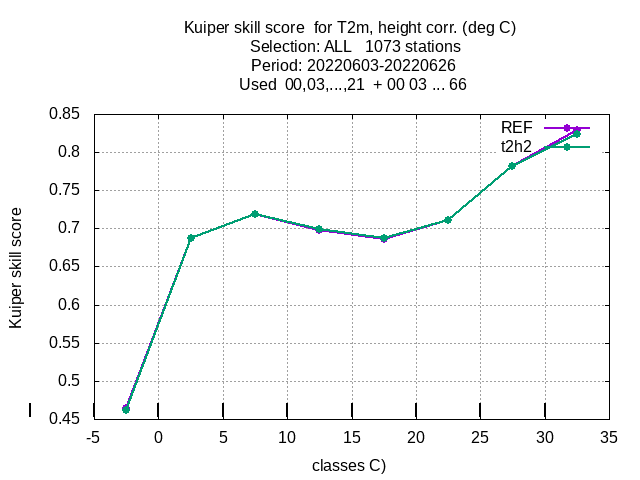 Kuiper skill score  for T2m, height corr. (deg C)
Selection: ALL   1073 stations
Period: 20220603-20220626
Used  00,03,...,21  + 00 03 ... 66
0.85
0.8
0.75
0.7
0.65
0.6
0.55
0.5
0.45
Kuiper skill score
REF
t2h2
-5
0
5
10
15
20
25
30
35
classes C)